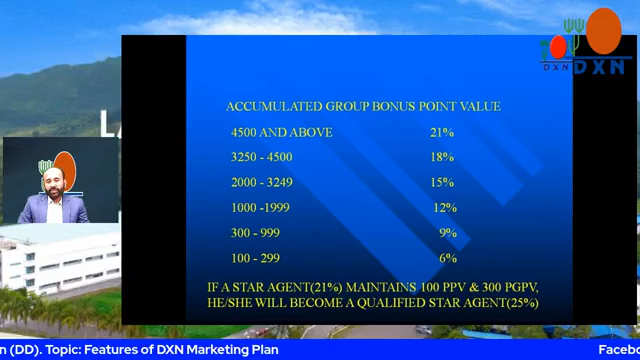 DXN
DXN
LA
ACCUMULATED GROUP BONUS POINT VALUE
4500 AND ABOVE 21%
3250 - 4500 18%
2000 - 3249 15%
1000 -1999 12%
300 - 999 9%
100 - 299 6%
IF A STAR AGENT(21%) MAINTAINS 100 PPV & 300 PGPV,
HE/SHE WILL BECOME A QUALIFIED STAR AGENT(25%)
n (DD). Topic: Features of DXN Marketing Plan Facebo